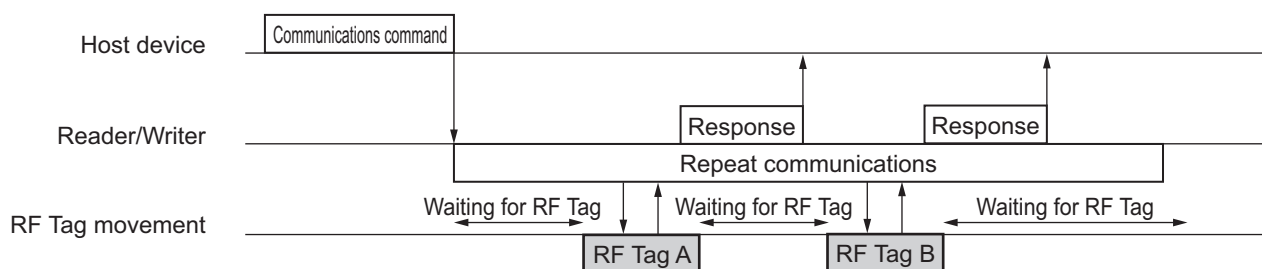 Communications command
Host device
Response
Response
Reader/Writer
Repeat communications
Waiting for RF Tag
Waiting for RF Tag
Waiting for RF Tag
RF Tag movement
RF Tag A
RF Tag B